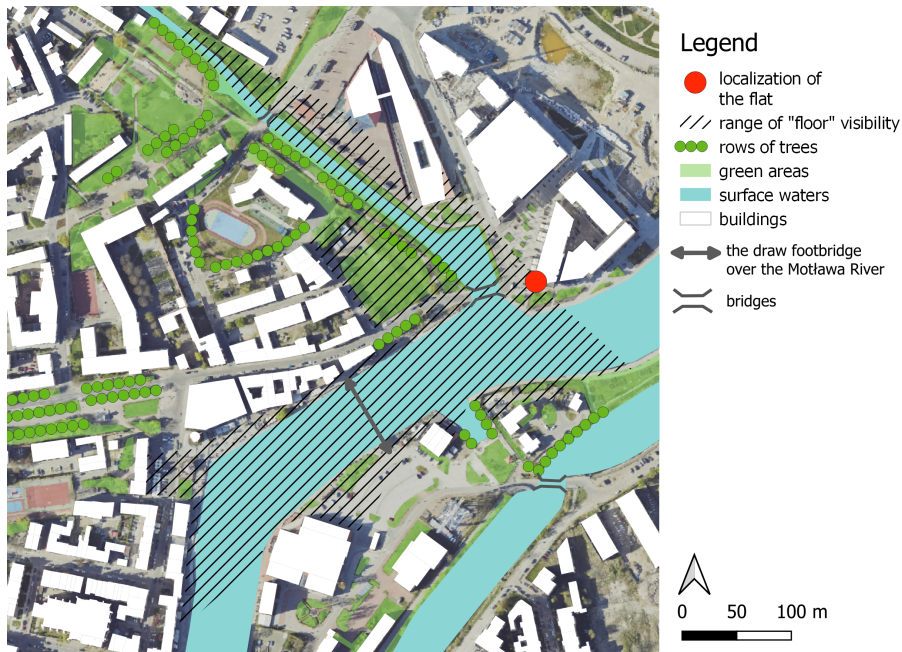 Legend
localization of
the flat
range of "floor" visibility
rows of trees
green areas
surface waters
buildings
the draw footbridge
over the Motława River
bridges
0 50 100 m